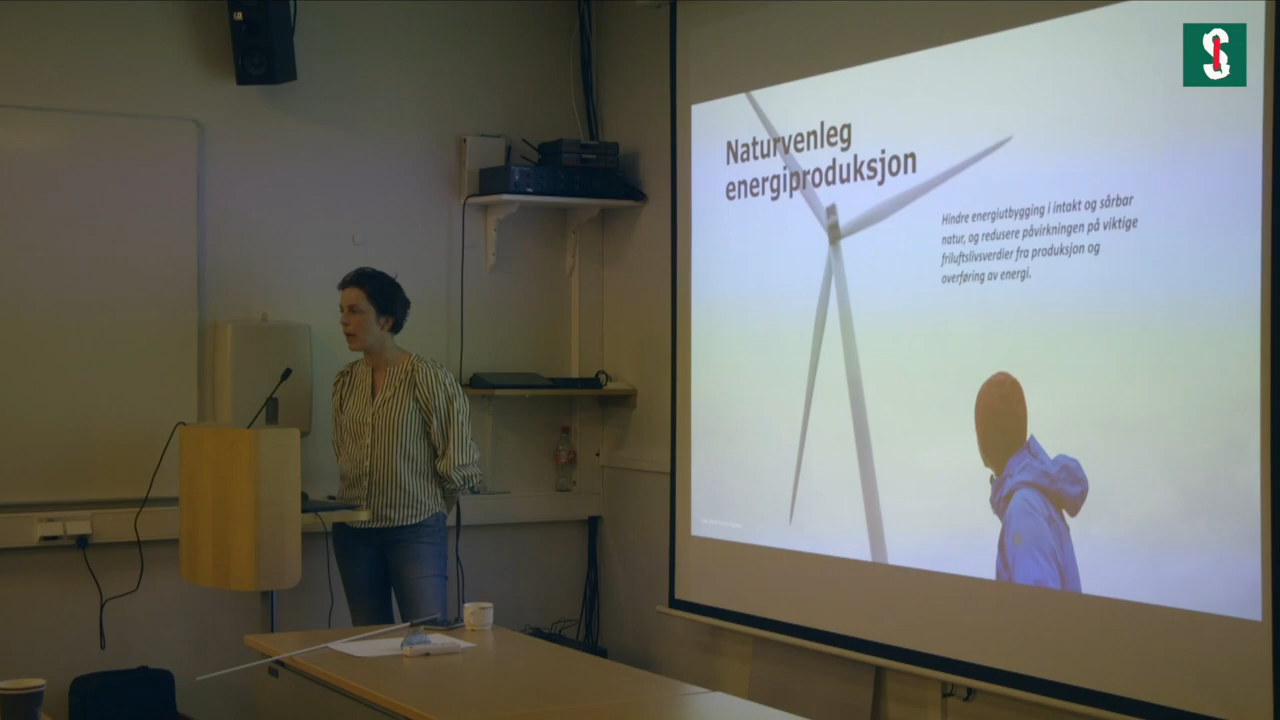 Naturvenleg
energiproduksjon
Hindre energiutbygging i intakt og sårbar
natur, og redusere påvirkningen på viktige
friluftslivsverdier fra produksjon og
overføring av energi.